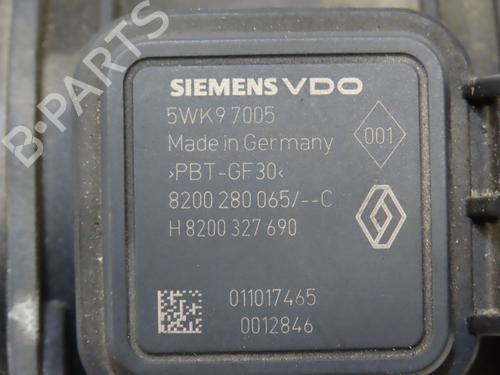 B-PARTS
SIEMENS VDO
5WK9 7005
Made in Germany
001
›PBT-GF30‹
8200 280 065/--C
H 8200 327 690
011017465
0012846